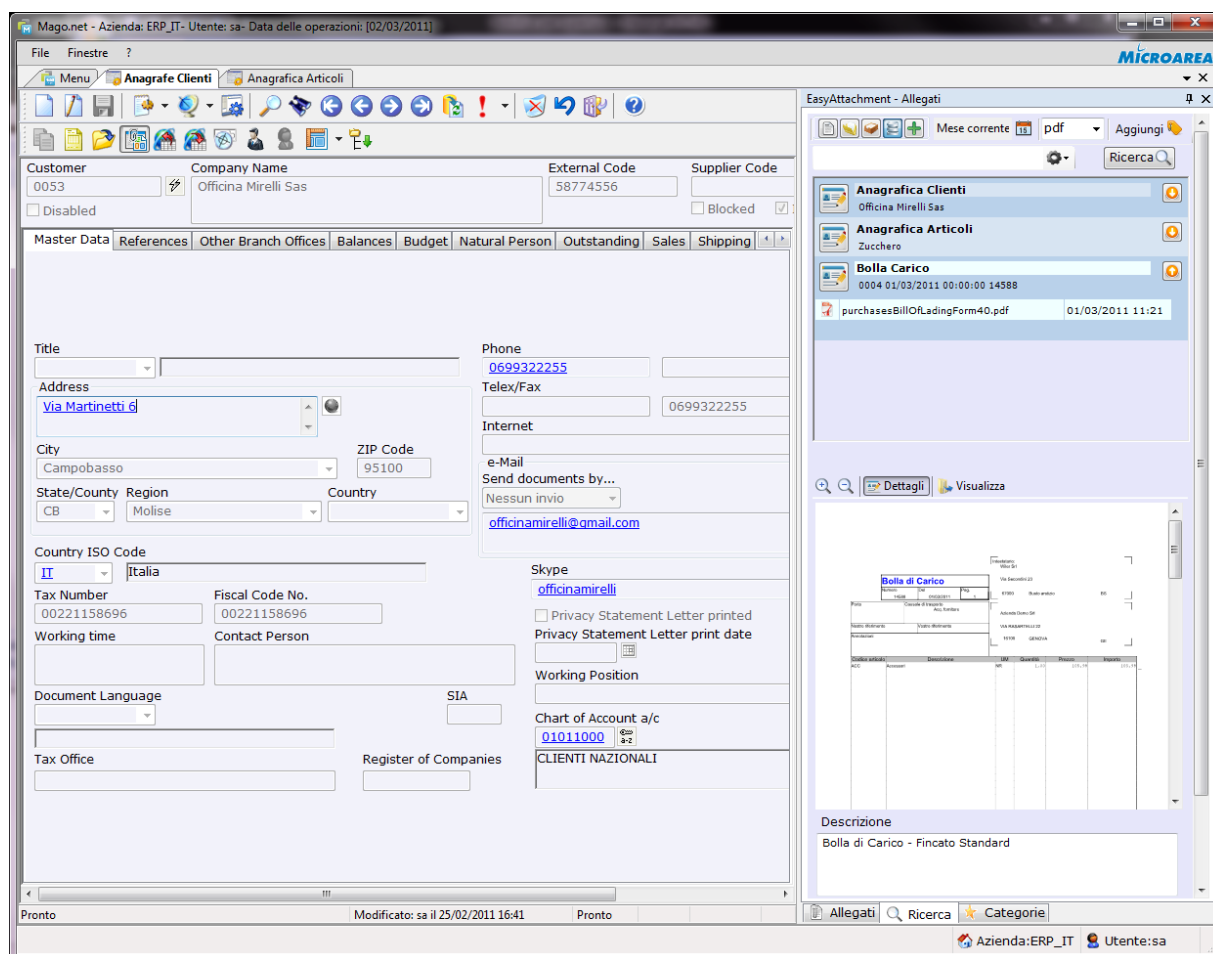 Mago.net - Azienda: ERP_IT- Utente: sa- Data delle operazioni: [02/03/2011]
File Finestre ?
MICROAREA
Menu Anagrafe Clienti Anagrafica Articoli
Customer Company Name External Code Supplier Code
0053 Officina Mirelli Sas 58774556
Disabled Blocked
Master Data References Other Branch Offices Balances Budget Natural Person Outstanding Sales Shipping
Title Phone
0699322255
Address Telex/Fax
Via Martinetti 6 0699322255
Internet
City ZIP Code
Campobasso 95100
e-Mail
Send documents by...
State/County Region Country
CB Molise
Nessun invio
officinamirelli@gmail.com
Country ISO Code
IT Italia
Skype
officinamirelli
Tax Number Fiscal Code No.
00221158696 00221158696
Privacy Statement Letter printed
Working time Contact Person
Privacy Statement Letter print date
Working Position
Document Language SIA
Chart of Account a/c
01011000
CLIENTI NAZIONALI
Tax Office Register of Companies
Pronto Modificato: sa il 25/02/2011 16:41 Pronto
EasyAttachment - Allegati
Mese corrente pdf Aggiungi
Ricerca
Anagrafica Clienti
Officina Mirelli Sas
Anagrafica Articoli
Zucchero
Bolla Carico
0004 01/03/2011 00:00:00 14588
purchasesBillOfLadingForm40.pdf 01/03/2011 11:21
Dettagli Visualizza
Bolla di Carico
Descrizione
Bolla di Carico - Fincato Standard
Allegati Ricerca Categorie
Azienda:ERP_IT Utente:sa